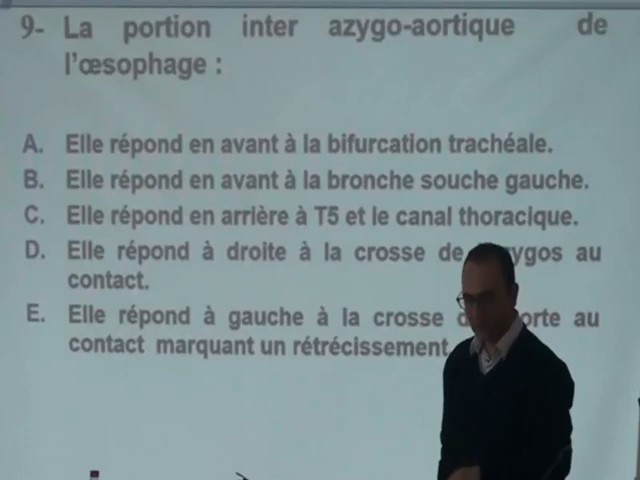 9- La portion inter azygo-aortique de
l'œsophage :
A. Elle répond en avant à la bifurcation trachéale.
B. Elle répond en avant à la bronche souche gauche.
C. Elle répond en arrière à T5 et le canal thoracique.
D. Elle répond à droite à la crosse de ygos au
contact.
E. Elle répond à gauche à la crosse orte au
contact marquant un rétrécissement